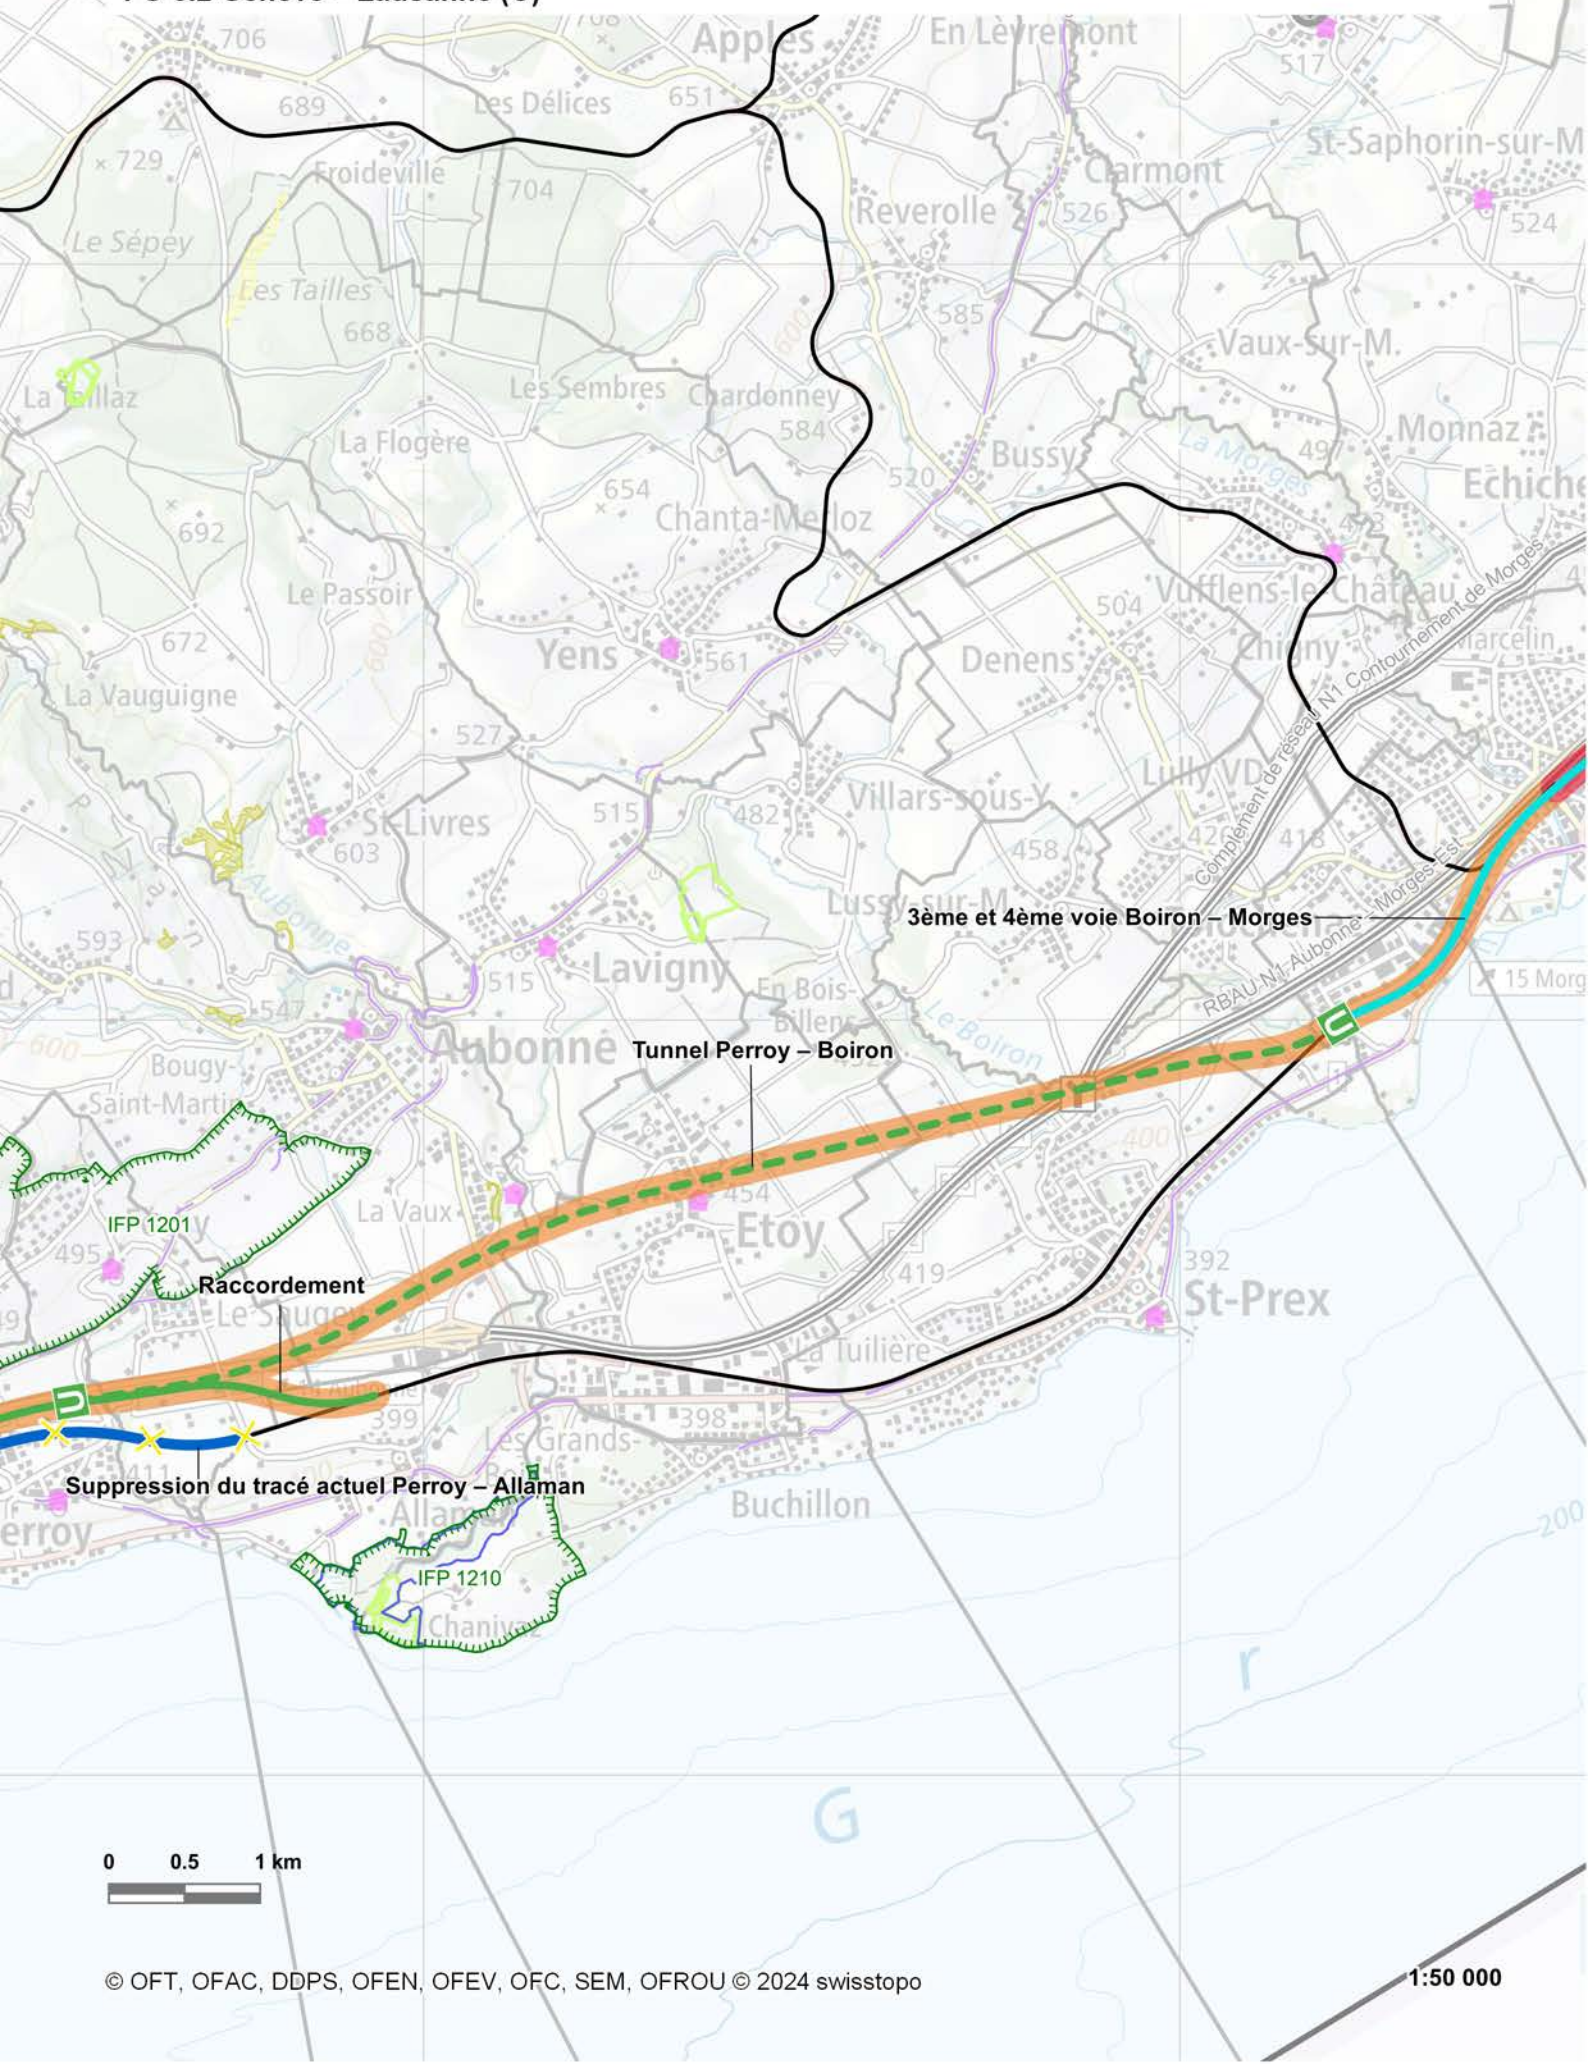 706
708
Apples
En Lèvremont
517
689
Les Délices
651
St-Saphorin-sur-M
× 729
Froideville
704
Clarmont
Reverolle
526
524
Le Sépey
Les Tailles
585
668
Vaux-sur-M.
Les Sembres
Chardonney
584
La Flogère
Monnaz
497
La Morges
Bussy
520
Echiche
654
Chanta-Merloz
692
Le Passoir
504
Vufflens-le-Château
672
Yens
561
Denens
Chigny
Marcelin
Complément de réseau N1 Contournement de Morges
La Vauguigne
600
527
Lully VD
515
482
Villars-sous-Y.
St-Livres
603
458
418
Aubonne
Lussy-sur-M.
3ème et 4ème voie Boiron – Morges
RBAU N1 Aubonne - Morges-Est
593
Lavigny
515
En Bois-
Billens
15 Morg
547
600
Le Boiron
Aubonne
Tunnel Perroy – Boiron
Bougy-
Saint-Martin
400
1
IFP 1201
La Vaux
454
Etoy
495
419
392
St-Prex
Raccordement
Le Saugey
La Tuilière
399
398
Les Grands-
Suppression du tracé actuel Perroy – Allaman
Allaman
Buchillon
erroy
200
IFP 1210
Chanivaz
r
G
0 0.5 1 km
© OFT, OFAC, DDPS, OFEN, OFEV, OFC, SEM, OFROU © 2024 swisstopo
1:50 000